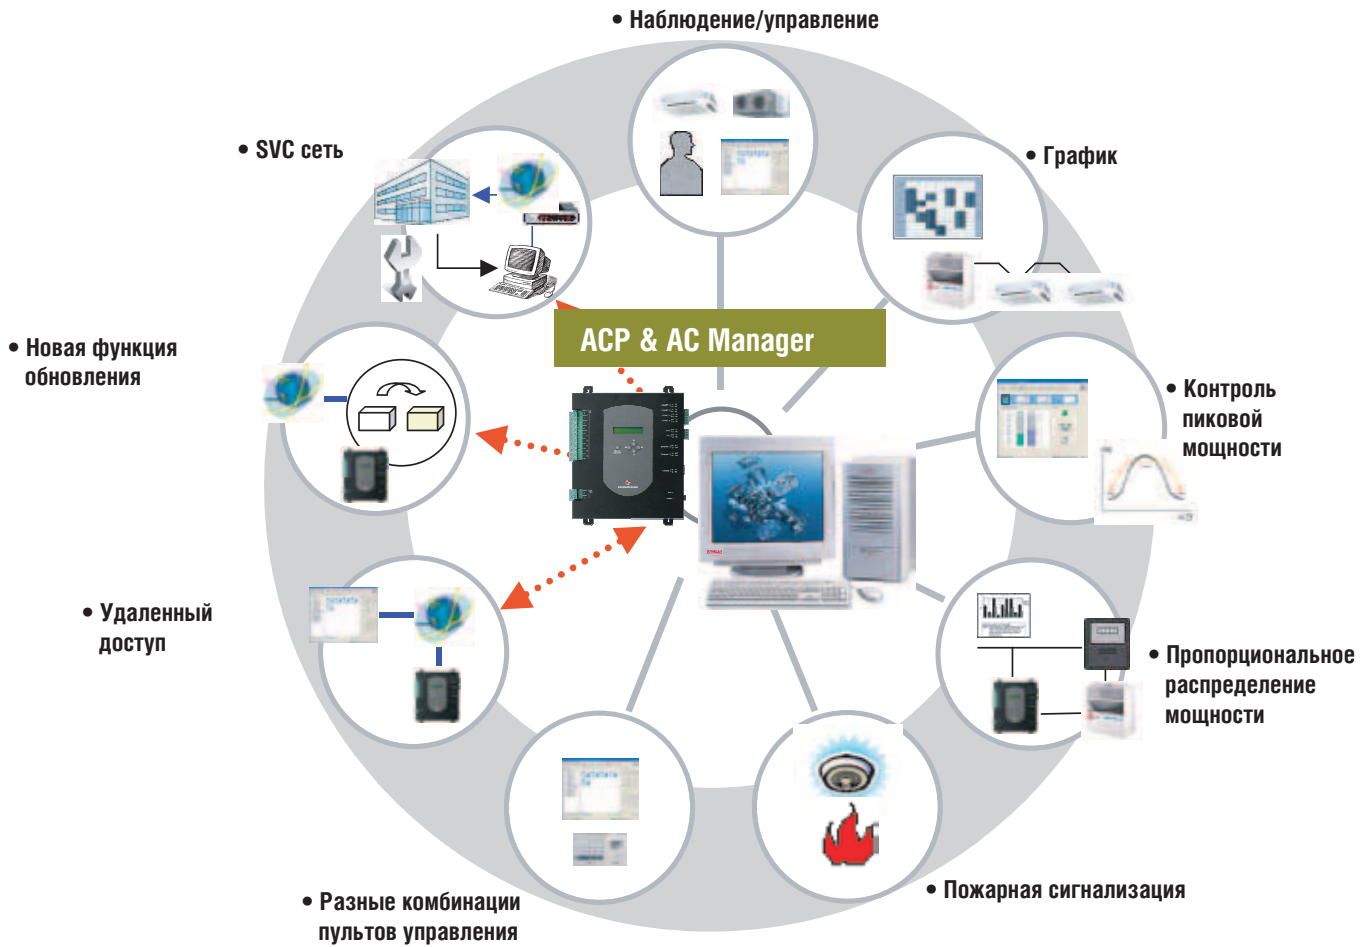 • Наблюдение/управление
• SVC сеть
• График
ACP & AC Manager
• Новая функция
обновления
• Контроль
пиковой
мощности
• Удаленный
доступ
• Пропорциональное
распределение
мощности
• Пожарная сигнализация
• Разные комбинации
пультов управления